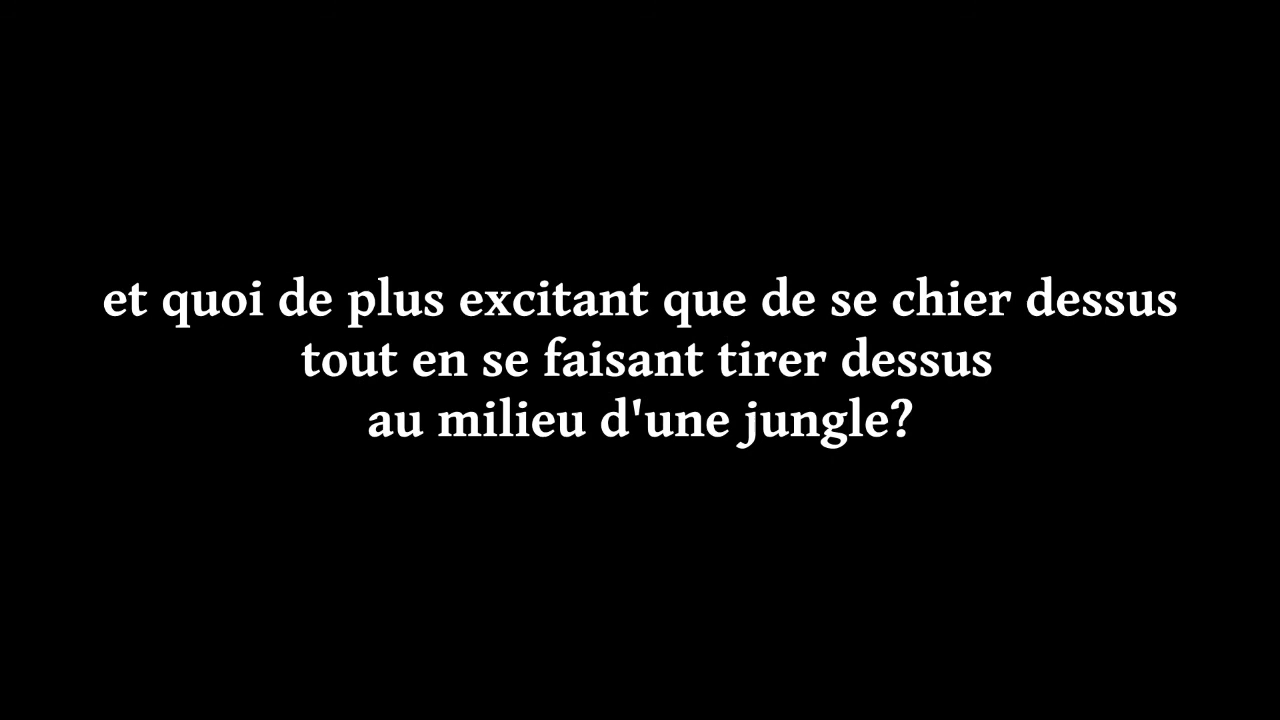 et quoi de plus excitant que de se chier dessus
tout en se faisant tirer dessus
au milieu d'une jungle?